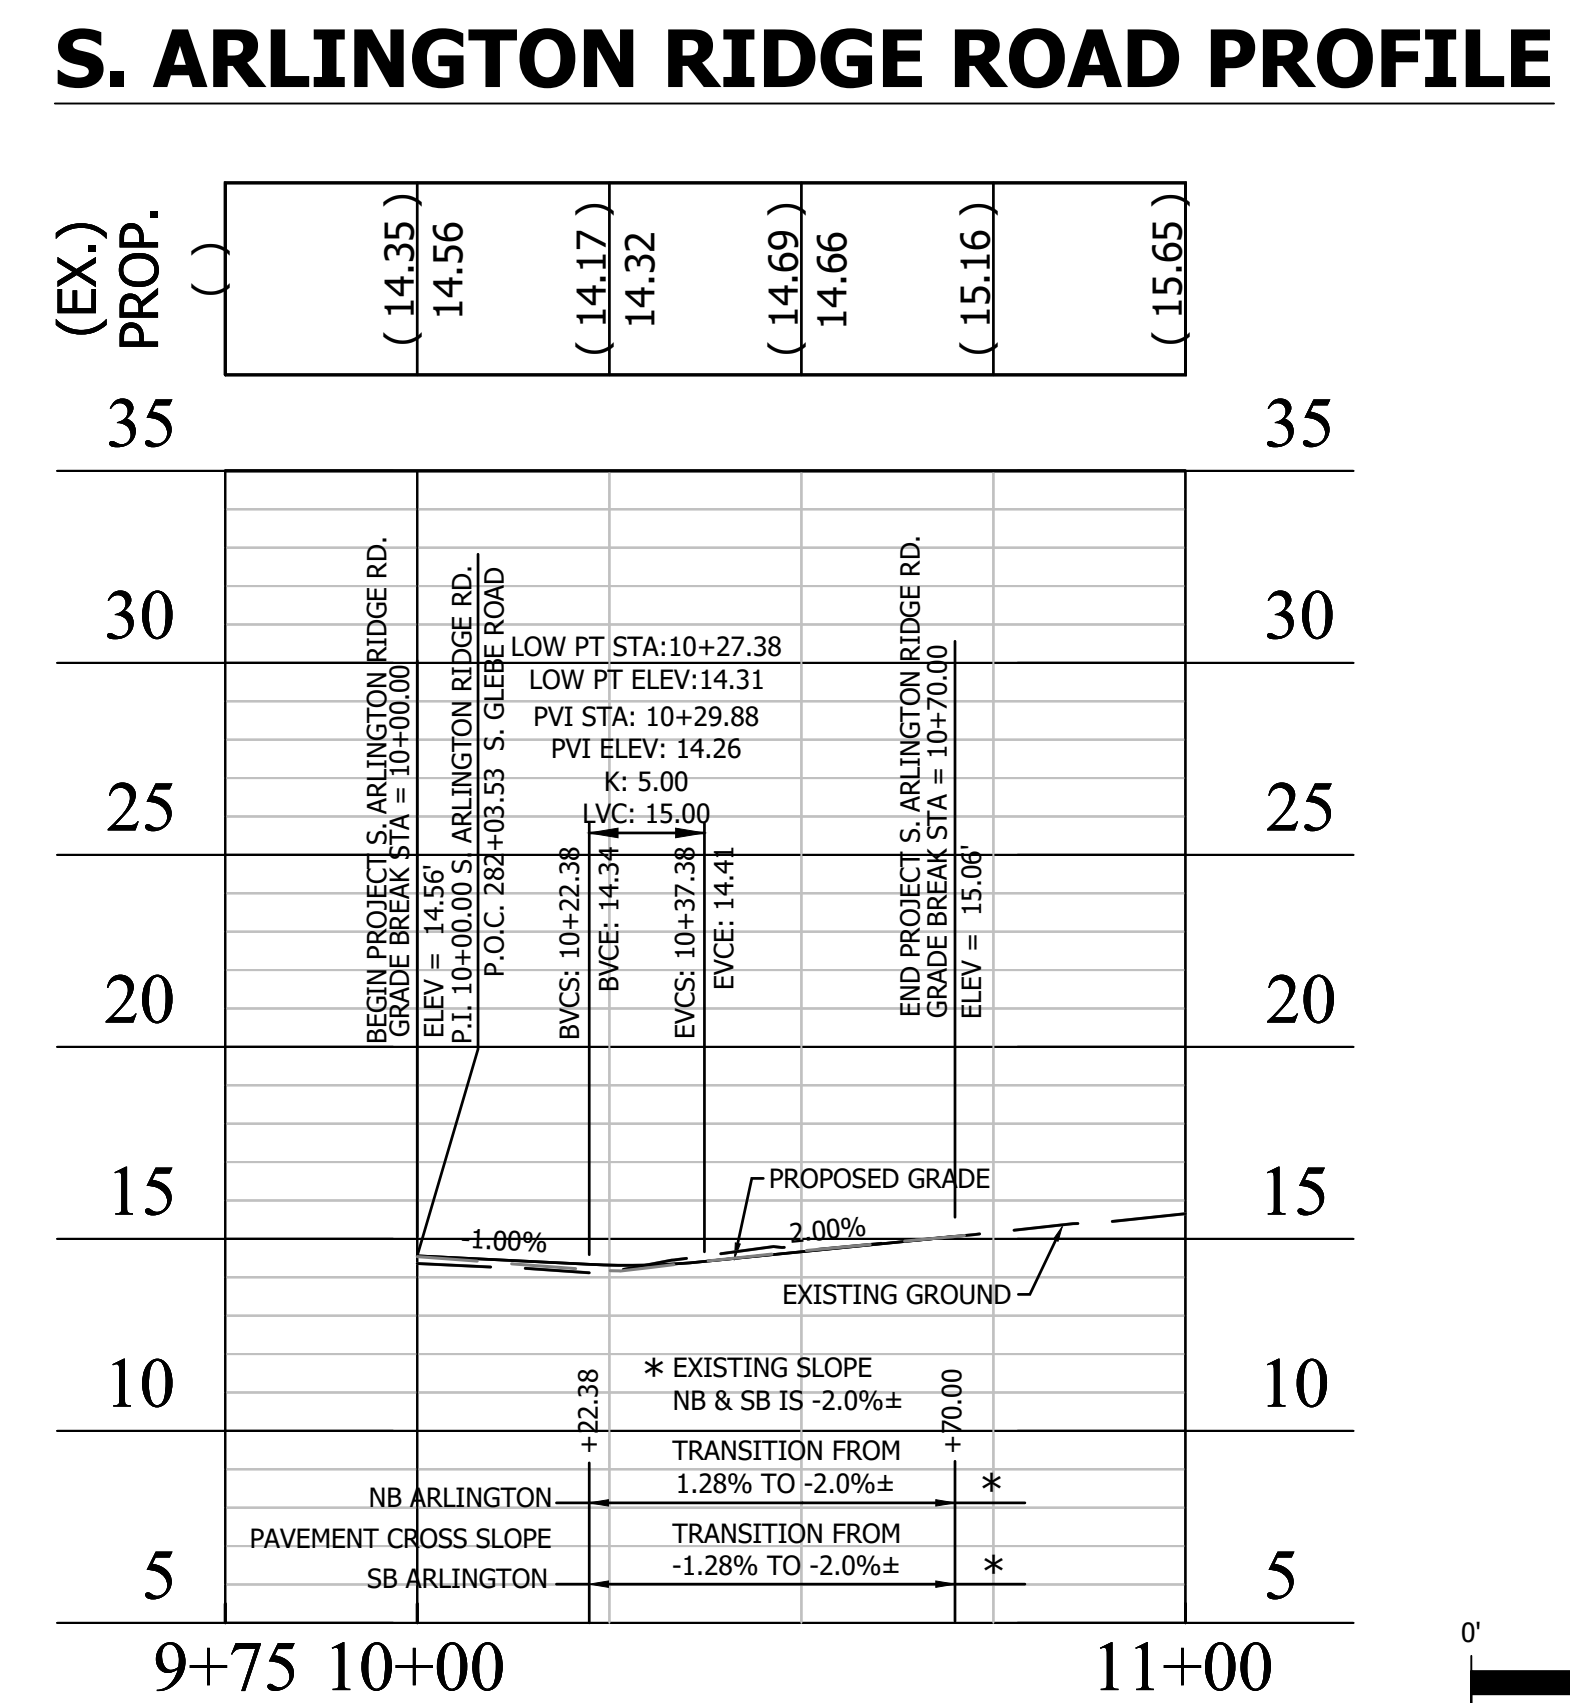 S. ARLINGTON RIDGE ROAD PROFILE
(EX.)
PROP.
( )
( 14.35 )
14.56
( 14.17 )
14.32
( 14.69 )
14.66
( 15.16 )
( 15.65 )
35
35
30
30
25
25
20
20
15
15
10
10
5
5
BEGIN PROJECT S. ARLINGTON RIDGE RD.
GRADE BREAK STA = 10+00.00
ELEV = 14.56'
P.I. 10+00.00 S. ARLINGTON RIDGE RD.
P.O.C. 282+03.53 S. GLEBE ROAD
LOW PT STA:10+27.38
LOW PT ELEV:14.31
PVI STA: 10+29.88
PVI ELEV: 14.26
K: 5.00
LVC: 15.00
BVCS: 10+22.38
BVCE: 14.34
EVCS: 10+37.38
EVCE: 14.41
END PROJECT S. ARLINGTON RIDGE RD.
GRADE BREAK STA = 10+70.00
ELEV = 15.06'
PROPOSED GRADE
-1.00%
2.00%
EXISTING GROUND
+22.38
* EXISTING SLOPE
NB & SB IS -2.0%±
+70.00
TRANSITION FROM
1.28% TO -2.0%±
*
NB ARLINGTON
PAVEMENT CROSS SLOPE
TRANSITION FROM
-1.28% TO -2.0%±
*
SB ARLINGTON
9+75
10+00
11+00
0'